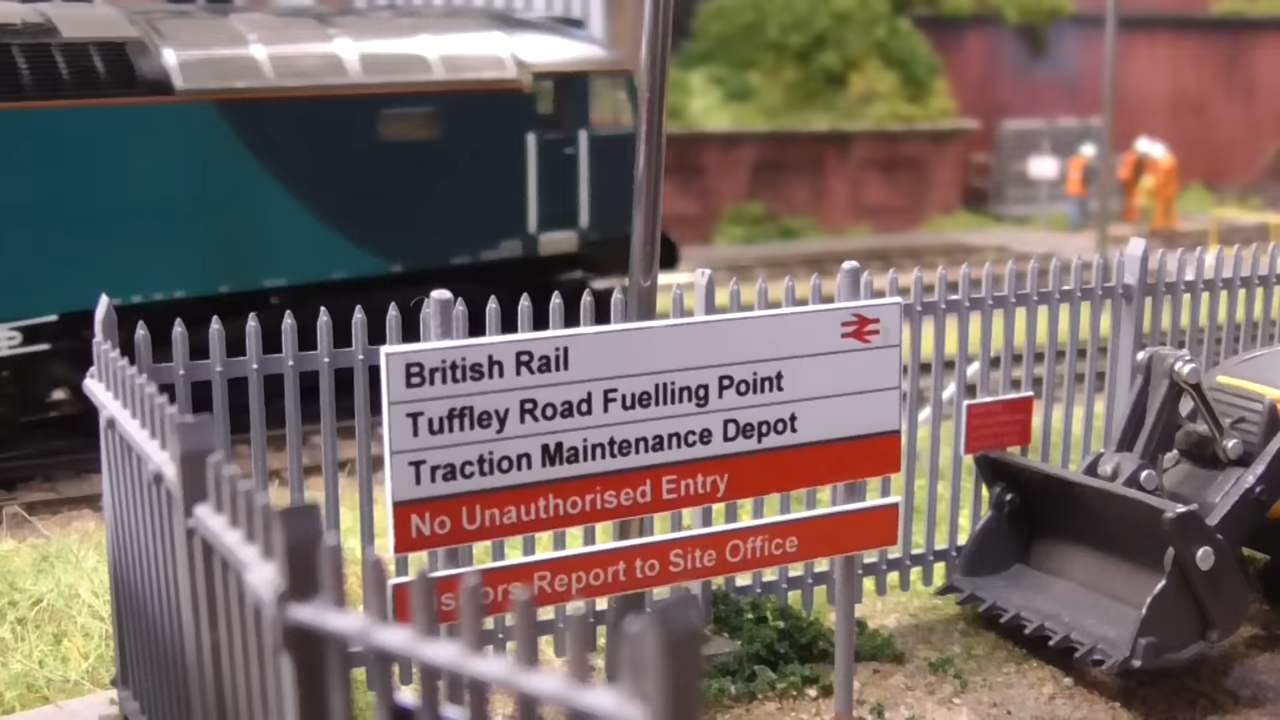 British Rail
Tuffley Road Fuelling Point
Traction Maintenance Depot
No Unauthorised Entry
Report to Site Office